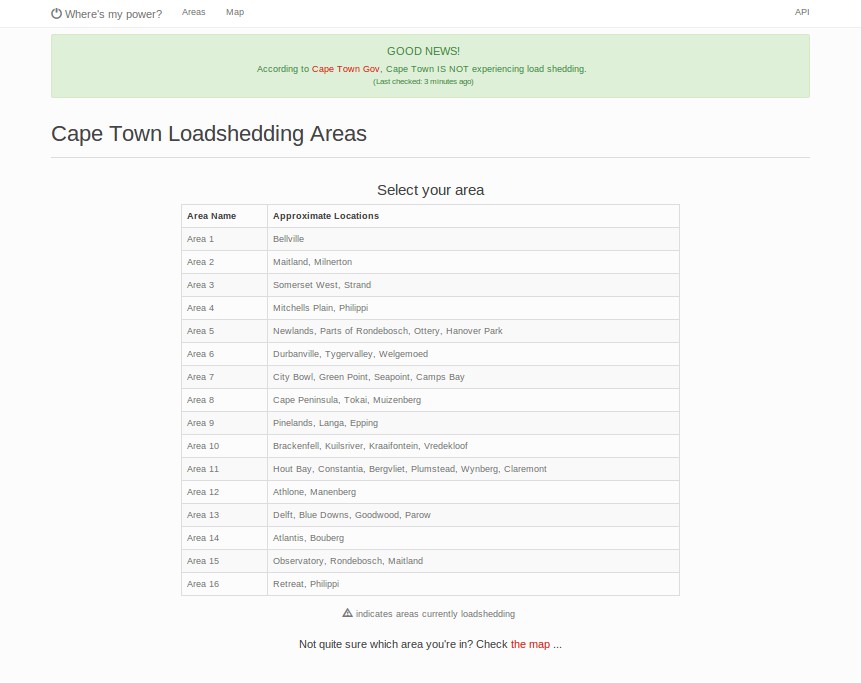 Where's my power? Areas Map API
GOOD NEWS!
According to Cape Town Gov, Cape Town IS NOT experiencing load shedding.
(Last checked: 3 minutes ago)
Cape Town Loadshedding Areas
Select your area
Area Name Approximate Locations
Area 1 Bellville
Area 2 Maitland, Milnerton
Area 3 Somerset West, Strand
Area 4 Mitchells Plain, Philippi
Area 5 Newlands, Parts of Rondebosch, Ottery, Hanover Park
Area 6 Durbanville, Tygervalley, Welgemoed
Area 7 City Bowl, Green Point, Seapoint, Camps Bay
Area 8 Cape Peninsula, Tokai, Muizenberg
Area 9 Pinelands, Langa, Epping
Area 10 Brackenfell, Kuilsriver, Kraaifontein, Vredekloof
Area 11 Hout Bay, Constantia, Bergvliet, Plumstead, Wynberg, Claremont
Area 12 Athlone, Manenberg
Area 13 Delft, Blue Downs, Goodwood, Parow
Area 14 Atlantis, Bouberg
Area 15 Observatory, Rondebosch, Maitland
Area 16 Retreat, Philippi
indicates areas currently loadshedding
Not quite sure which area you're in? Check the map ...